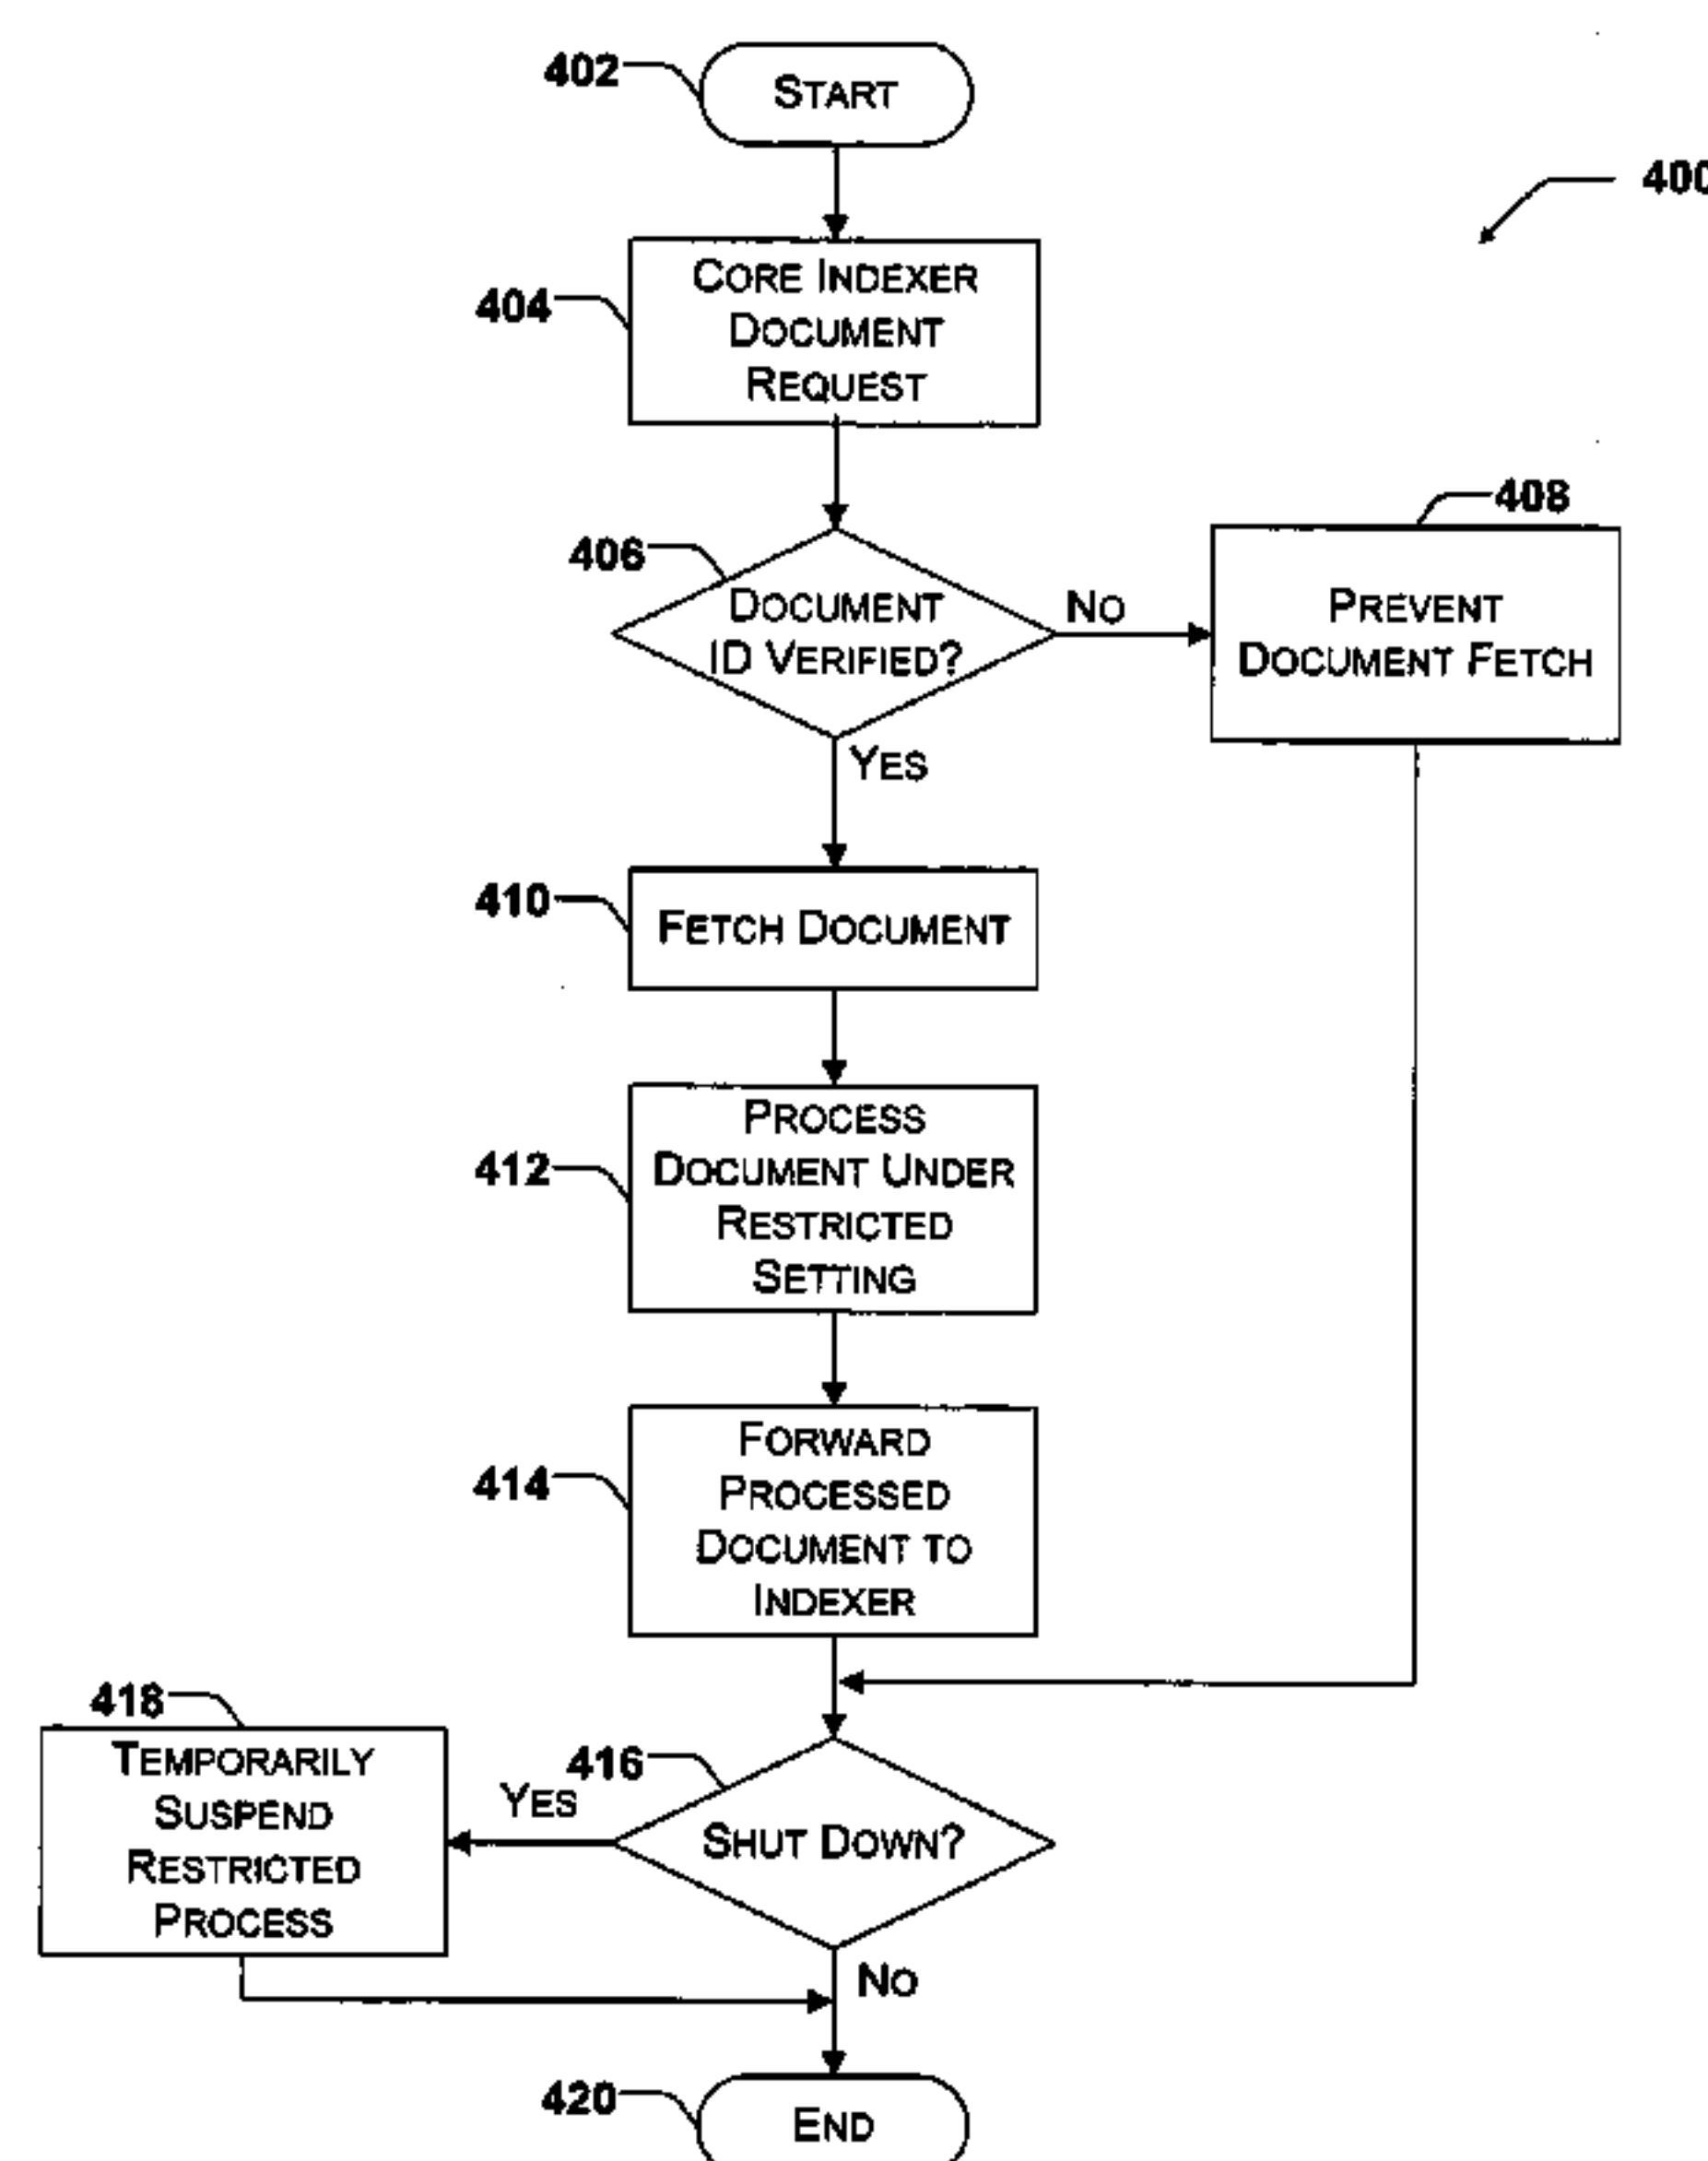 402
START
400
404
CORE INDEXER
DOCUMENT
REQUEST
406
DOCUMENT
ID VERIFIED?
NO
408
PREVENT
DOCUMENT FETCH
YES
410
FETCH DOCUMENT
412
PROCESS
DOCUMENT UNDER
RESTRICTED
SETTING
414
FORWARD
PROCESSED
DOCUMENT TO
INDEXER
418
TEMPORARILY
SUSPEND
RESTRICTED
PROCESS
YES
416
SHUT DOWN?
NO
420
END